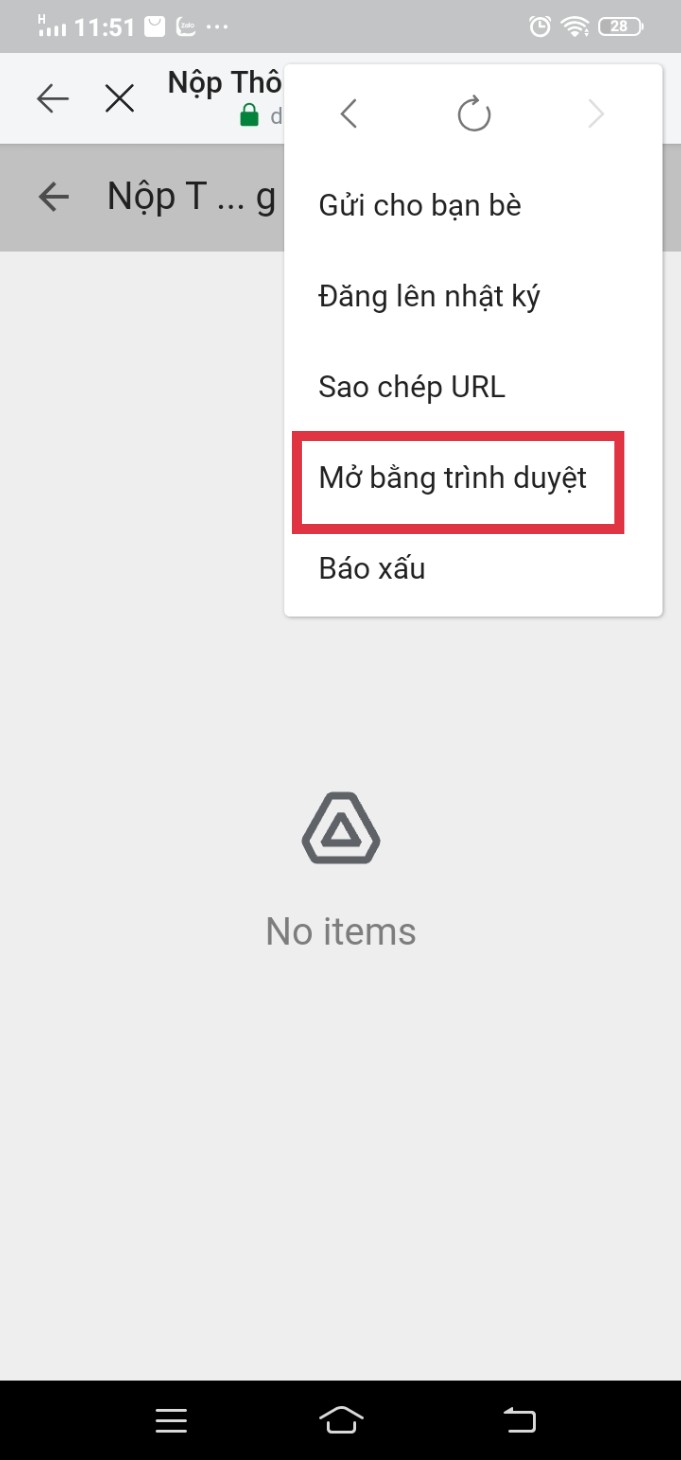 H 11:51 Zalo ... 28
Nộp Thô
d
Nộp T ... g
Gửi cho bạn bè
Đăng lên nhật ký
Sao chép URL
Mở bằng trình duyệt
Báo xấu
No items